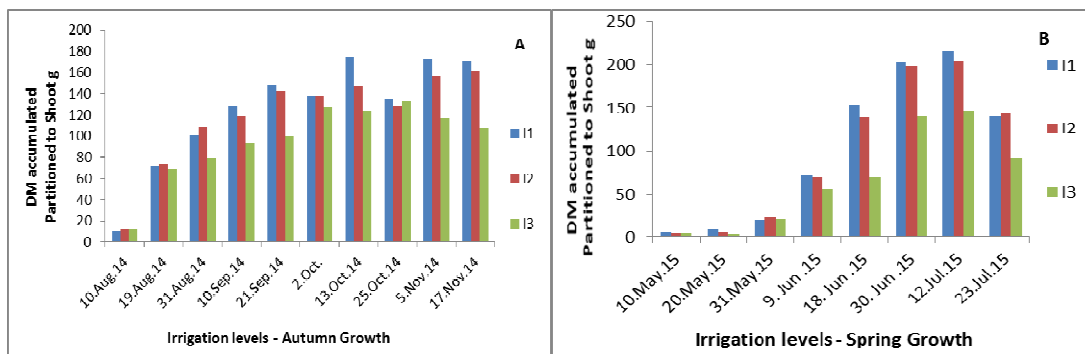 A
DM accumulated
Partitioned to Shoot g
200
180
160
140
120
100
80
60
40
20
0
10.Aug.14
19.Aug.14
31.Aug.14
10.Sep.14
21.Sep.14
2.Oct.
13.Oct.14
25.Oct.14
5.Nov.14
17.Nov.14
I1
I2
I3
Irrigation levels - Autumn Growth
B
DM accumulated
Partitioned to Shoot g
250
200
150
100
50
0
10.May.15
20.May.15
31.May.15
9. Jun .15
18. Jun .15
30. Jun .15
12.Jul.15
23.Jul.15
I1
I2
I3
Irrigation levels - Spring Growth